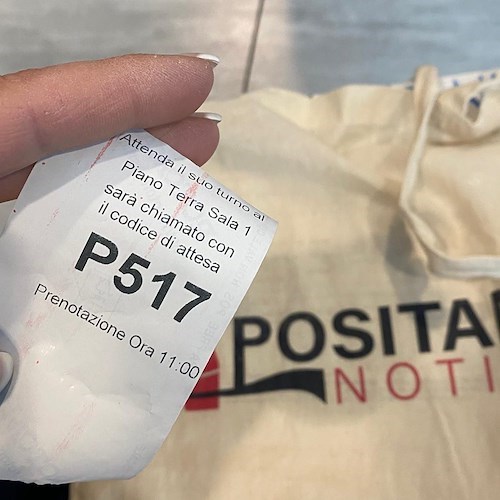 Attenda il suo turno al
Piano Terra Sala 1
sarà chiamato con
il codice di attesa
P517
Prenotazione Ora 11:00
POSITA
NOTI